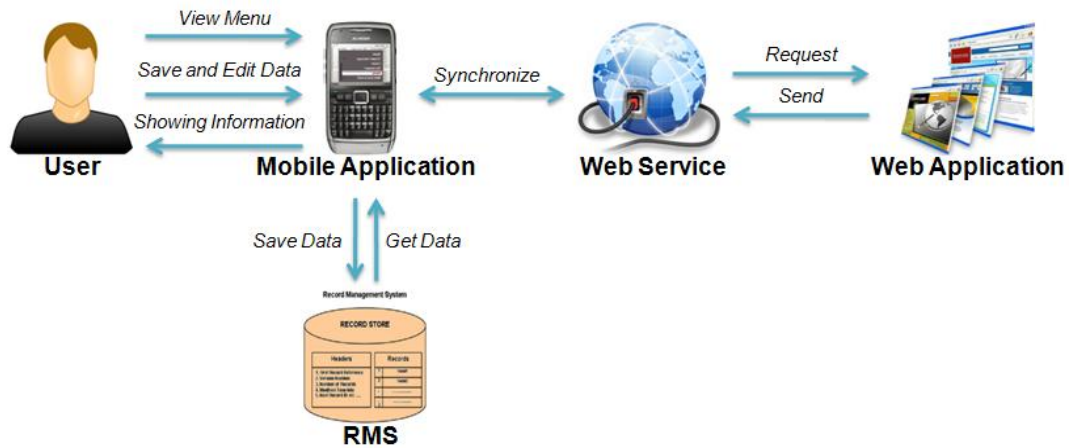 View Menu
Save and Edit Data
Showing Information
Synchronize
Request
Send
User
Mobile Application
Web Service
Web Application
Save Data
Get Data
Record Management System
RECORD STORE
Headers
Records
RMS